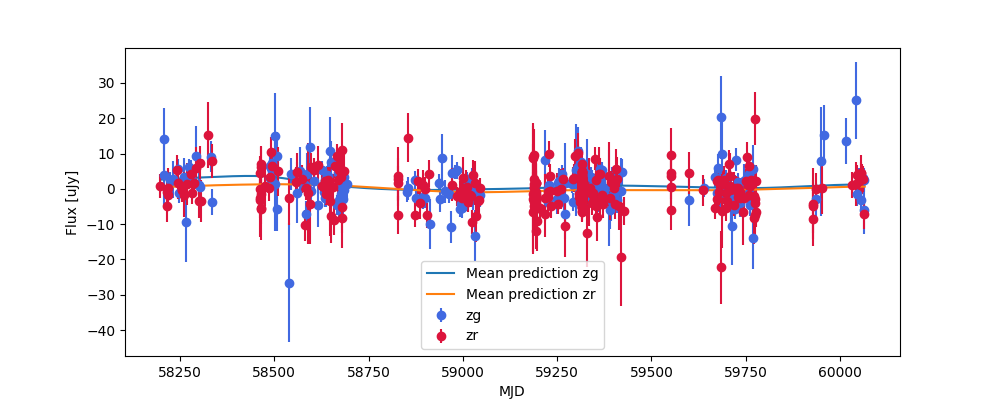 30
20
10
0
−10
−20
−30
−40
Flux [uJy]
58250 58500 58750 59000 59250 59500 59750 60000
MJD
Mean prediction zg
Mean prediction zr
zg
zr